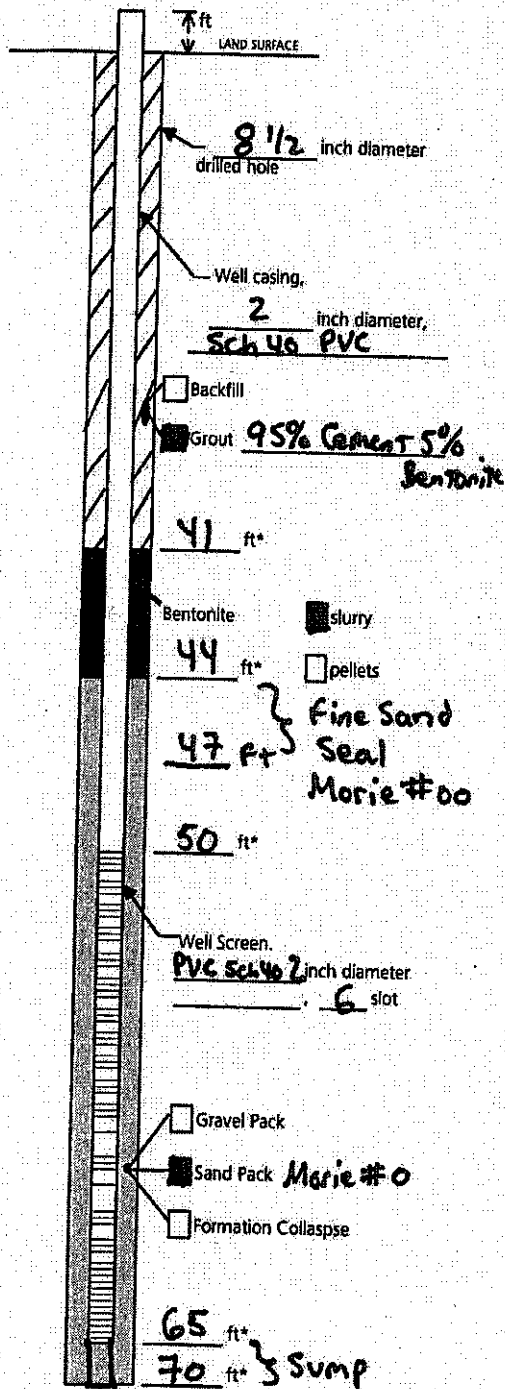 ft
LAND SURFACE
8 1/2 inch diameter
drilled hole
Well casing,
2 inch diameter,
Sch 40 PVC
Backfill
Grout 95% Cement 5%
Bentonite
41 ft*
Bentonite
slurry
44 ft*
pellets
Fine Sand
47 Ft
Seal
Morie #00
50 ft*
Well Screen.
PVC Sch 40 2 inch diameter
. 6 slot
Gravel Pack
Sand Pack Morie #0
Formation Collaspse
65 ft*
70 ft* Sump